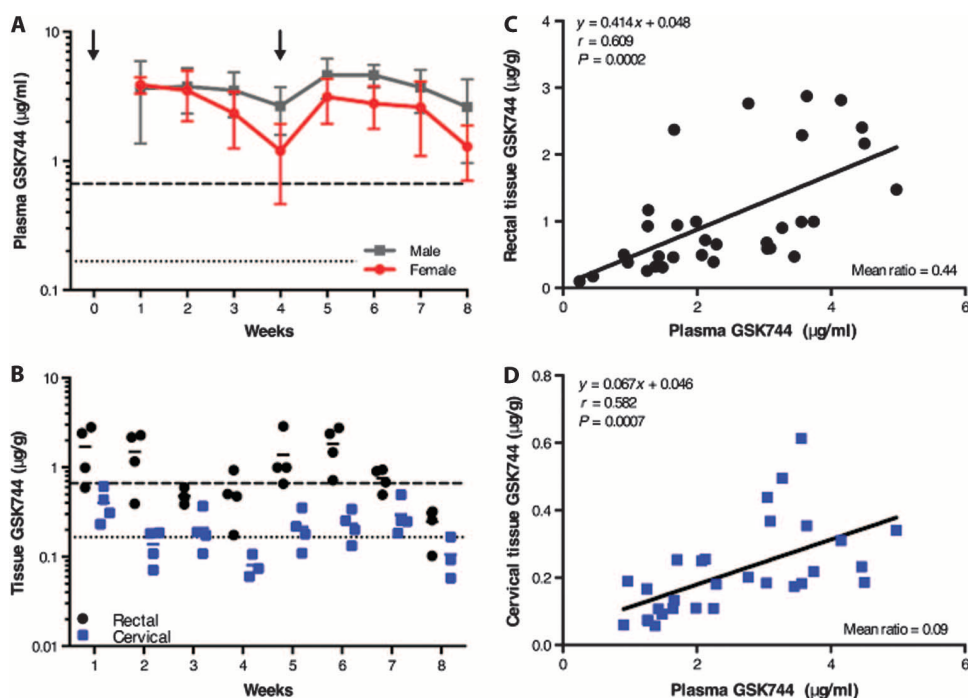 A
Plasma GSK744 (μg/ml)
10
1
0.1
Male
Female
0 1 2 3 4 5 6 7 8
Weeks
B
Tissue GSK744 (μg/g)
10
1
0.1
0.01
Rectal
Cervical
1 2 3 4 5 6 7 8
Weeks
C
y = 0.414x + 0.048
r = 0.609
P = 0.0002
Rectal tissue GSK744 (μg/g)
4
3
2
1
0
Mean ratio = 0.44
0 2 4 6
Plasma GSK744 (μg/ml)
D
y = 0.067x + 0.046
r = 0.582
P = 0.0007
Cervical tissue GSK744 (μg/g)
0.8
0.6
0.4
0.2
0.0
Mean ratio = 0.09
0 2 4 6
Plasma GSK744 (μg/ml)